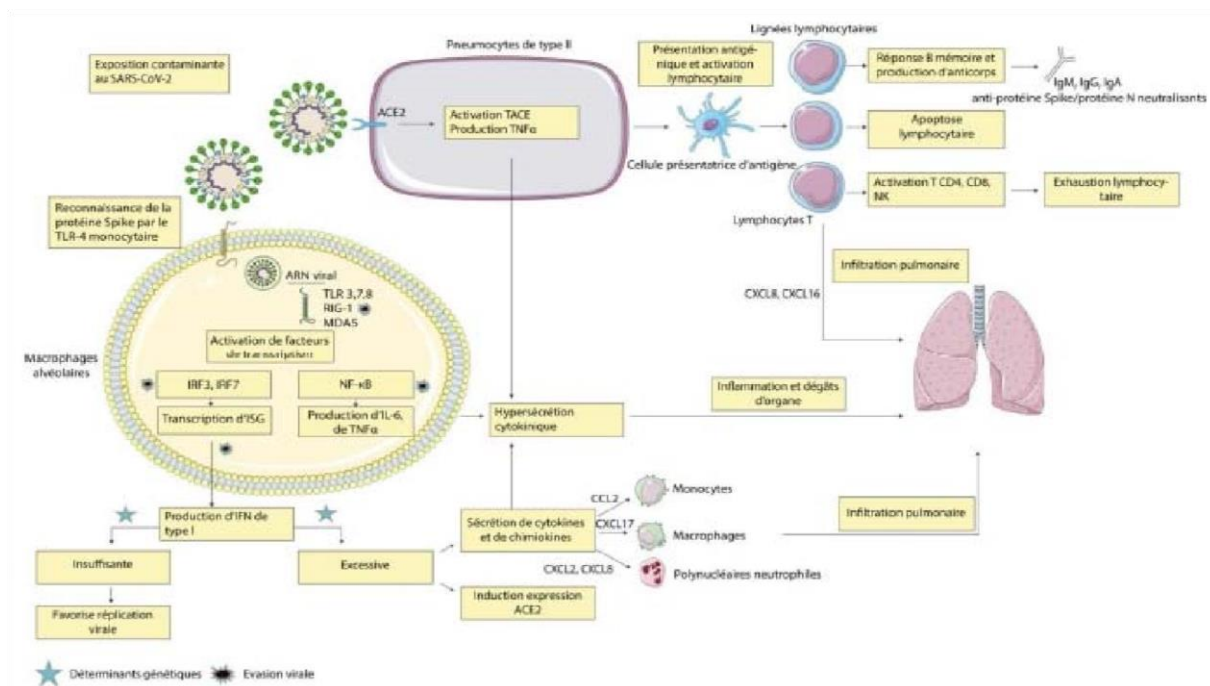 Lignées lymphocytaires
Pneumocytes de type II
Exposition contaminante
au SARS-CoV-2
Présentation antigé-
nique et activation
lymphocytaire
Réponse B mémoire et
production d'anticorps
IgM, IgG, IgA
anti-protéine Spike/protéine N neutralisants
ACE2
Activation TACE
Production TNFα
Cellule présentatrice d'antigène
Apoptose
lymphocytaire
Activation T CD4, CD8,
NK
Exhaustion lymphocy-
taire
Lymphocytes T
Reconnaissance de la
protéine Spike par le
TLR-4 monocytaire
Infiltration pulmonaire
CXCL8, CXCL16
ARN viral
TLR 3,7,8
RIG-1
MDA5
Activation de facteurs
de transcription
Macrophages
alvéolaires
IRF3, IRF7
NF-κB
Transcription d'ISG
Production d'IL-6,
de TNFα
Hypersécrétion
cytokinique
Inflammation et dégâts
d'organe
Production d'IFN de
type I
Insuffisante
Excessive
Favorise réplication
virale
Sécrétion de cytokines
et de chimiokines
CCL2
Monocytes
CXCL17
Macrophages
CXCL2, CXCL8
Polynucléaires neutrophiles
Infiltration pulmonaire
Induction expression
ACE2
Déterminants génétiques
Evasion virale